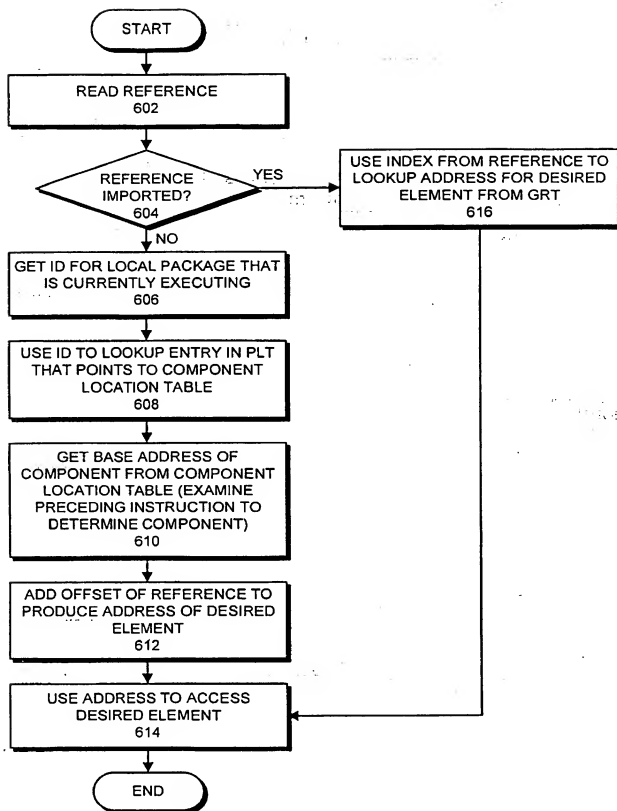 START
READ REFERENCE
602
REFERENCE
IMPORTED?
604
YES
NO
USE INDEX FROM REFERENCE TO
LOOKUP ADDRESS FOR DESIRED
ELEMENT FROM GRT
616
GET ID FOR LOCAL PACKAGE THAT
IS CURRENTLY EXECUTING
606
USE ID TO LOOKUP ENTRY IN PLT
THAT POINTS TO COMPONENT
LOCATION TABLE
608
GET BASE ADDRESS OF
COMPONENT FROM COMPONENT
LOCATION TABLE (EXAMINE
PRECEDING INSTRUCTION TO
DETERMINE COMPONENT)
610
ADD OFFSET OF REFERENCE TO
PRODUCE ADDRESS OF DESIRED
ELEMENT
612
USE ADDRESS TO ACCESS
DESIRED ELEMENT
614
END